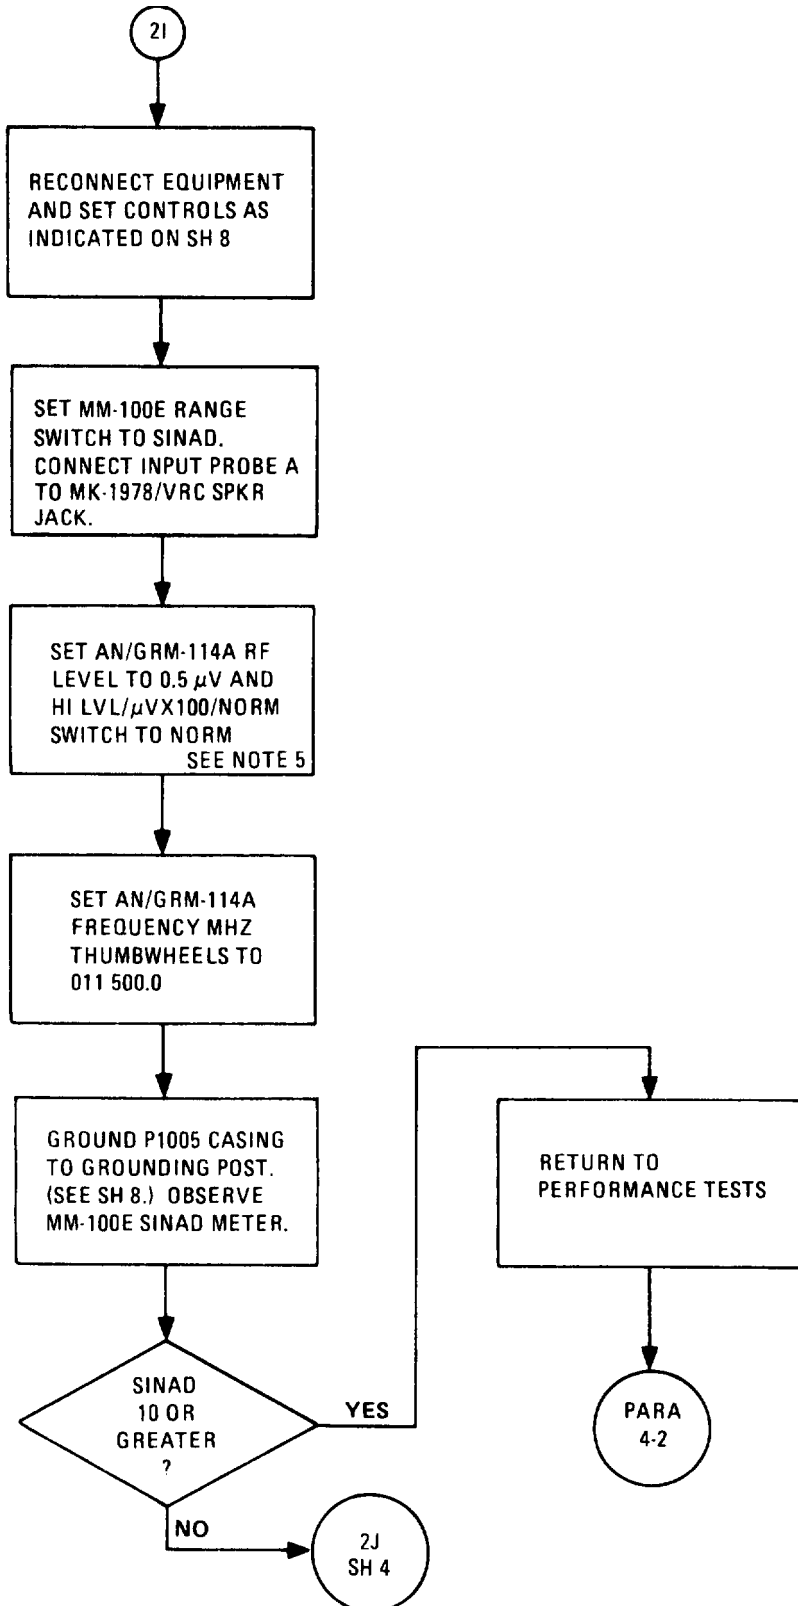 2I
RECONNECT EQUIPMENT
AND SET CONTROLS AS
INDICATED ON SH 8
SET MM-100E RANGE
SWITCH TO SINAD.
CONNECT INPUT PROBE A
TO MK-1978/VRC SPKR
JACK.
SET AN/GRM-114A RF
LEVEL TO 0.5 μV AND
HI LVL/μVX100/NORM
SWITCH TO NORM
SEE NOTE 5
SET AN/GRM-114A
FREQUENCY MHZ
THUMBWHEELS TO
011 500.0
GROUND P1005 CASING
TO GROUNDING POST.
(SEE SH 8.) OBSERVE
MM-100E SINAD METER.
RETURN TO
PERFORMANCE TESTS
SINAD
10 OR
GREATER
?
YES
PARA
4-2
NO
2J
SH 4